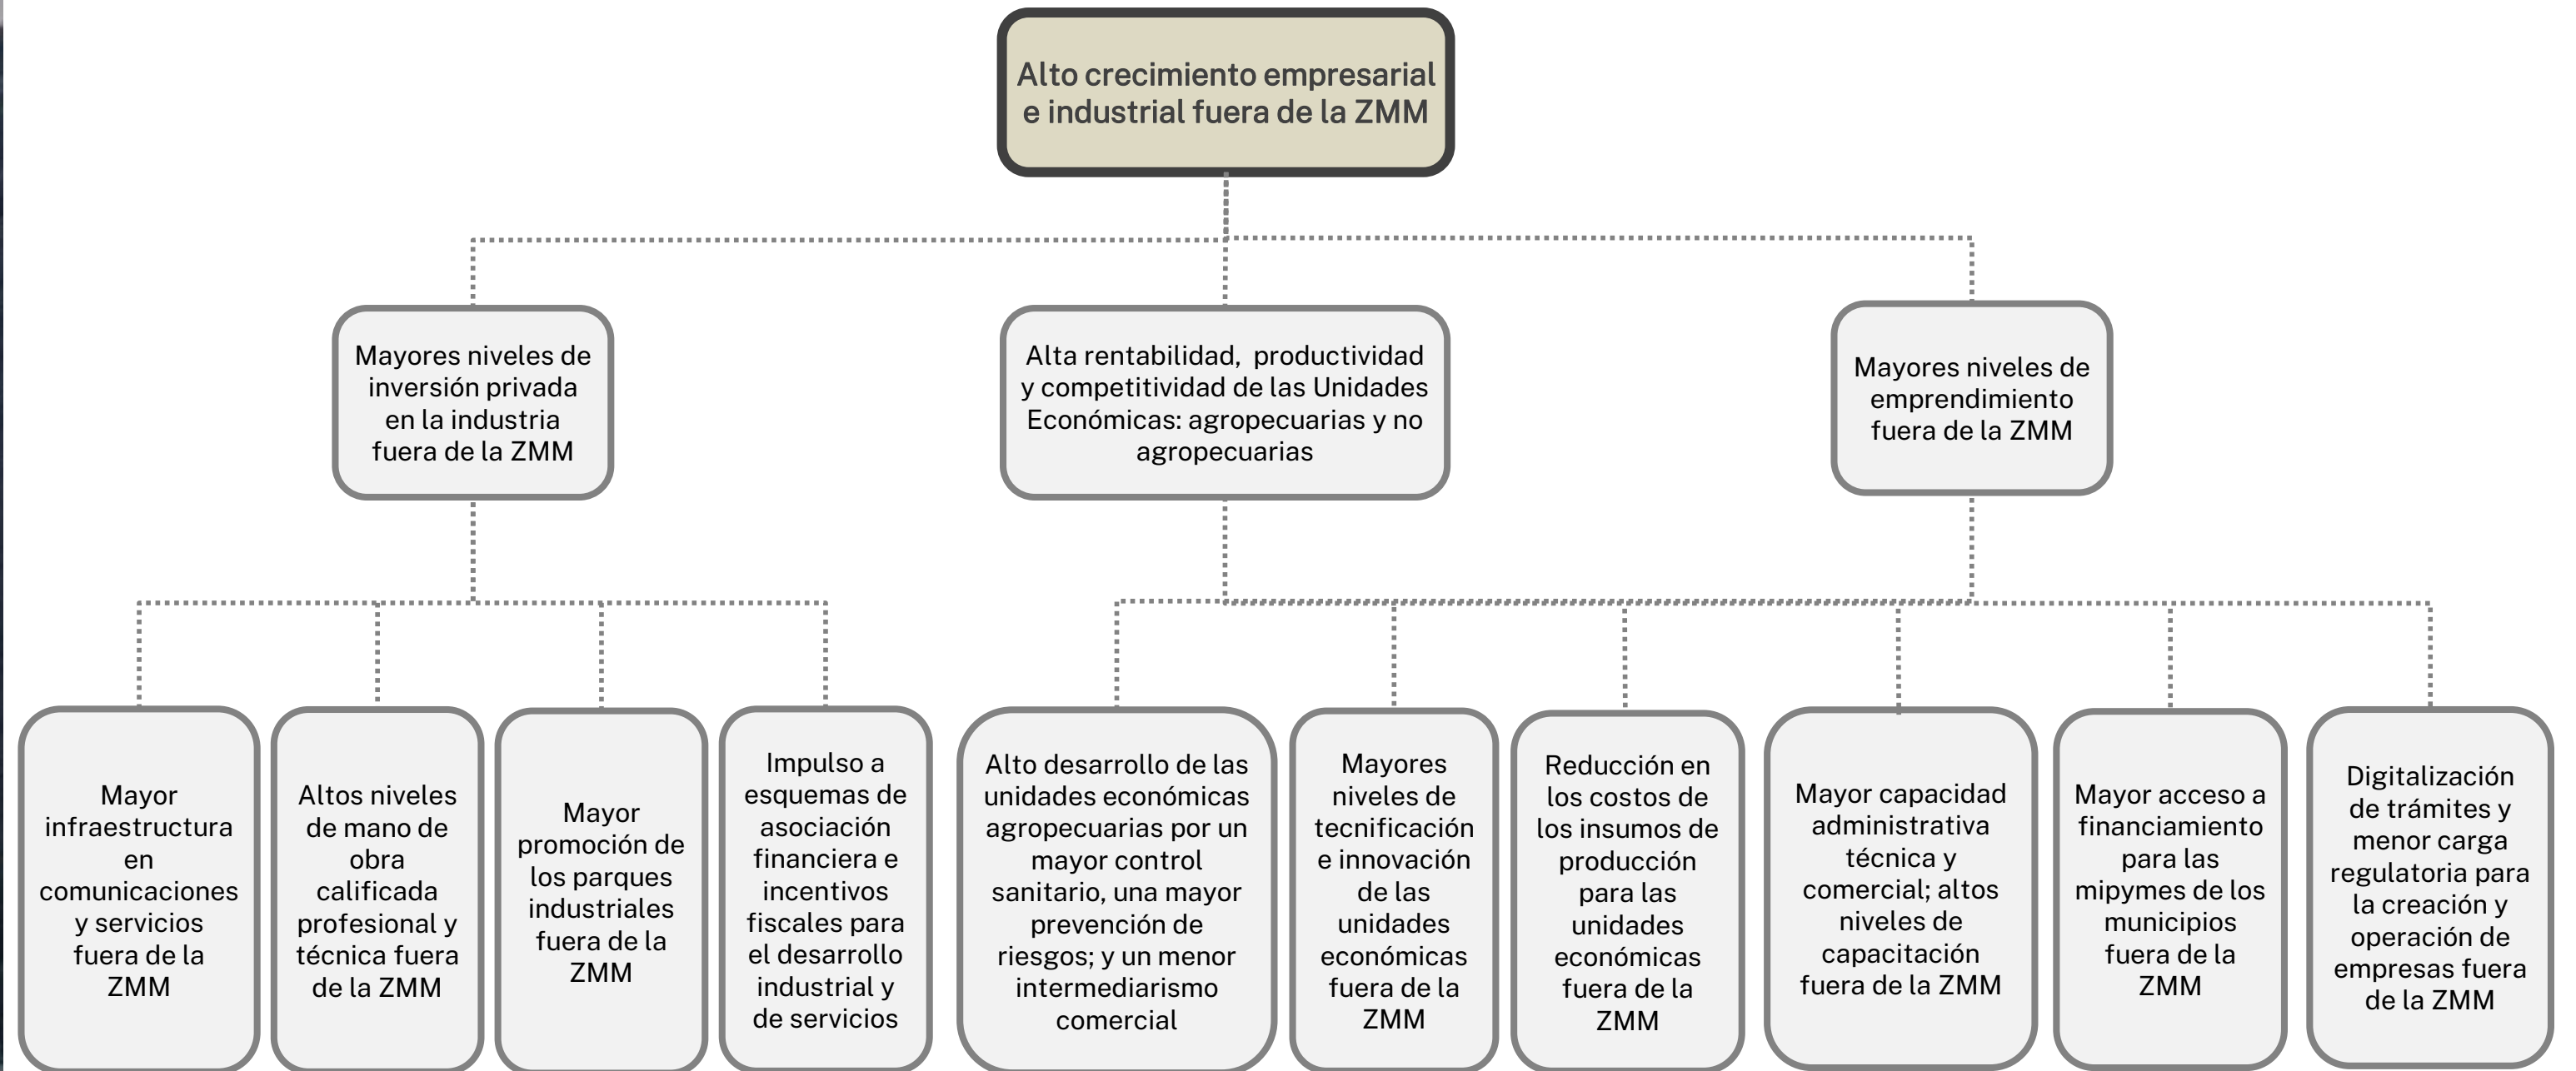 Alto crecimiento empresarial
e industrial fuera de la ZMM
Mayores niveles de
inversión privada
en la industria
fuera de la ZMM
Alta rentabilidad, productividad
y competitividad de las Unidades
Económicas: agropecuarias y no
agropecuarias
Mayores niveles de
emprendimiento
fuera de la ZMM
Mayor
infraestructura
en
comunicaciones
y servicios
fuera de la
ZMM
Altos niveles
de mano de
obra
calificada
profesional y
técnica fuera
de la ZMM
Mayor
promoción de
los parques
industriales
fuera de la
ZMM
Impulso a
esquemas de
asociación
financiera e
incentivos
fiscales para
el desarrollo
industrial y
de servicios
Alto desarrollo de las
unidades económicas
agropecuarias por un
mayor control
sanitario, una mayor
prevención de
riesgos; y un menor
intermediarismo
comercial
Mayores
niveles de
tecnificación
e innovación
de las
unidades
económicas
fuera de la
ZMM
Reducción en
los costos de
los insumos de
producción
para las
unidades
económicas
fuera de la
ZMM
Mayor capacidad
administrativa
técnica y
comercial; altos
niveles de
capacitación
fuera de la ZMM
Mayor acceso a
financiamiento
para las
mipymes de los
municipios
fuera de la
ZMM
Digitalización
de trámites y
menor carga
regulatoria para
la creación y
operación de
empresas fuera
de la ZMM